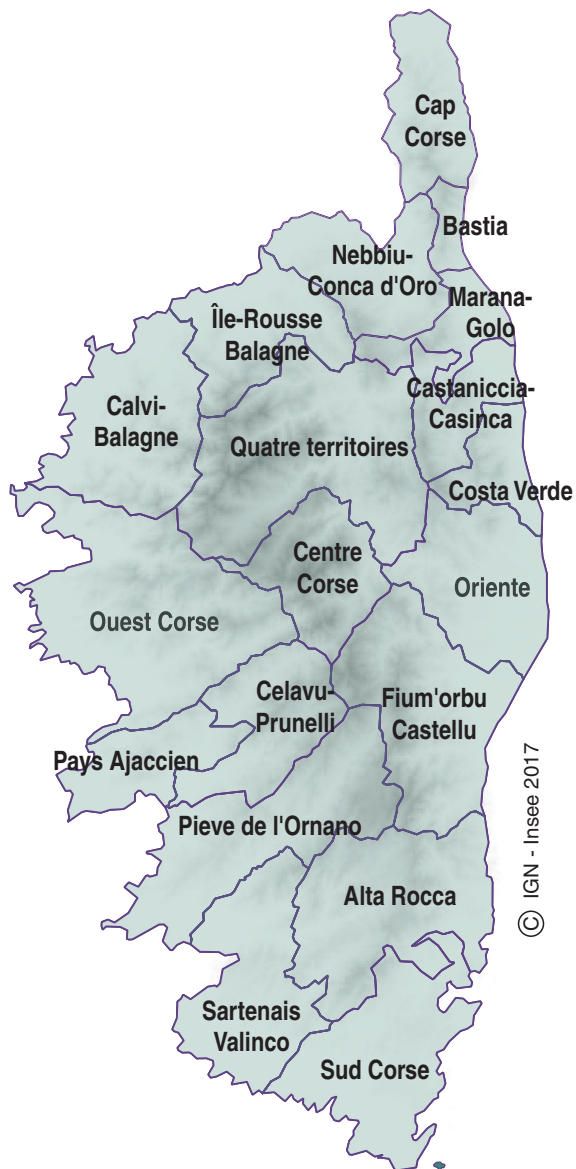 Cap
Corse
Bastia
Nebbiu-
Conca d'Oro
Marana-
Golo
Île-Rousse
Balagne
Castaniccia-
Casinca
Calvi-
Balagne
Quatre territoires
Costa Verde
Centre
Corse
Oriente
Ouest Corse
Celavu-
Prunelli
Fium'orbu
Castellu
Pays Ajaccien
© IGN - Insee 2017
Pieve de l'Ornano
Alta Rocca
Sartenais
Valinco
Sud Corse